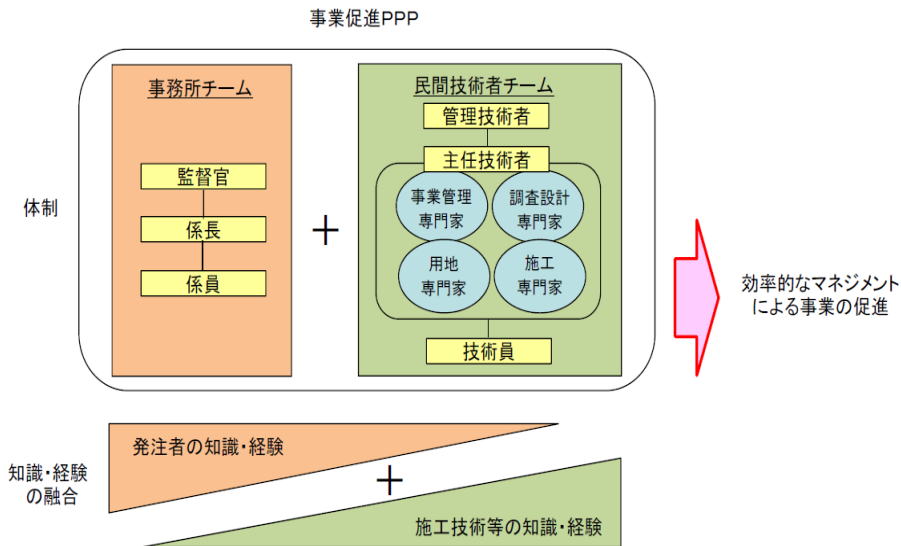 事業促進PPP
体制
事務所チーム
監督官
係長
係員
+
民間技術者チーム
管理技術者
主任技術者
事業管理
専門家
調査設計
専門家
用地
専門家
施工
専門家
技術員
効率的なマネジメント
による事業の促進
知識・経験
の融合
発注者の知識・経験
+
施工技術等の知識・経験